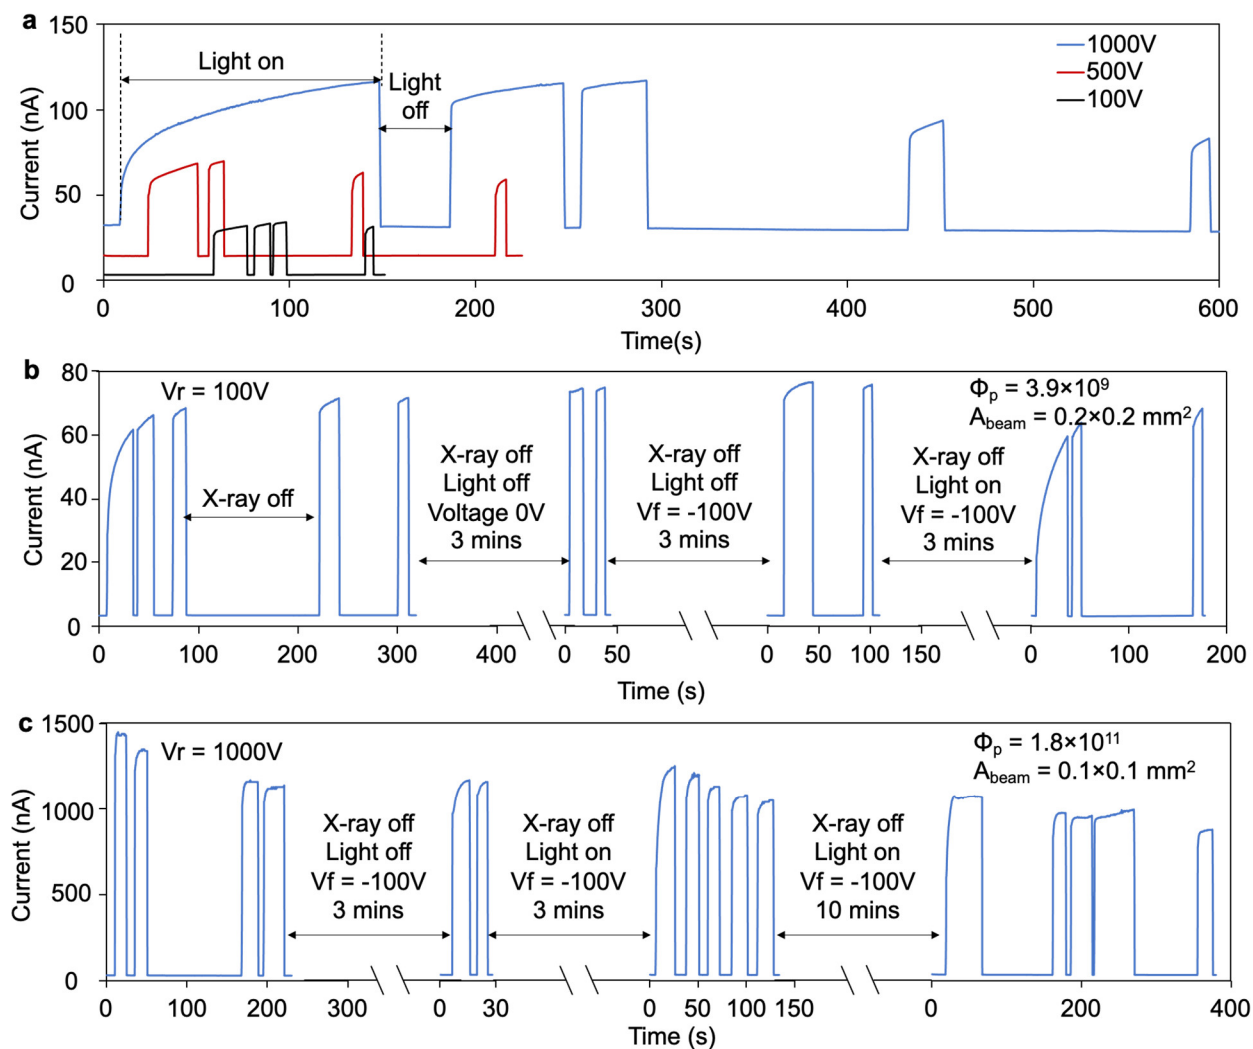 a
150
100
50
0
Current (nA)
Light on
Light
off
1000V
500V
100V
0 100 200 300 400 500 600
Time(s)
b
80
60
40
20
0
Current (nA)
Vr = 100V
X-ray off
X-ray off
Light off
Voltage 0V
3 mins
X-ray off
Light off
Vf = -100V
3 mins
X-ray off
Light on
Vf = -100V
3 mins
Φp = 3.9×10⁹
Abeam = 0.2×0.2 mm²
0 100 200 300 400 0 50 0 50 100 150 0 100 200
Time (s)
c
1500
1000
500
0
Current (nA)
Vr = 1000V
X-ray off
Light off
Vf = -100V
3 mins
X-ray off
Light on
Vf = -100V
3 mins
X-ray off
Light on
Vf = -100V
10 mins
Φp = 1.8×10¹¹
Abeam = 0.1×0.1 mm²
0 100 200 300 0 30 0 50 100 150 0 200 400
Time (s)